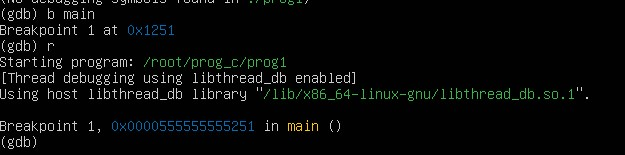 (No debugging symbols found in ./prog1)
(gdb) b main
Breakpoint 1 at 0x1251
(gdb) r
Starting program: /root/prog_c/prog1
[Thread debugging using libthread_db enabled]
Using host libthread_db library "/lib/x86_64-linux-gnu/libthread_db.so.1".
Breakpoint 1, 0x0000555555555251 in main ()
(gdb)